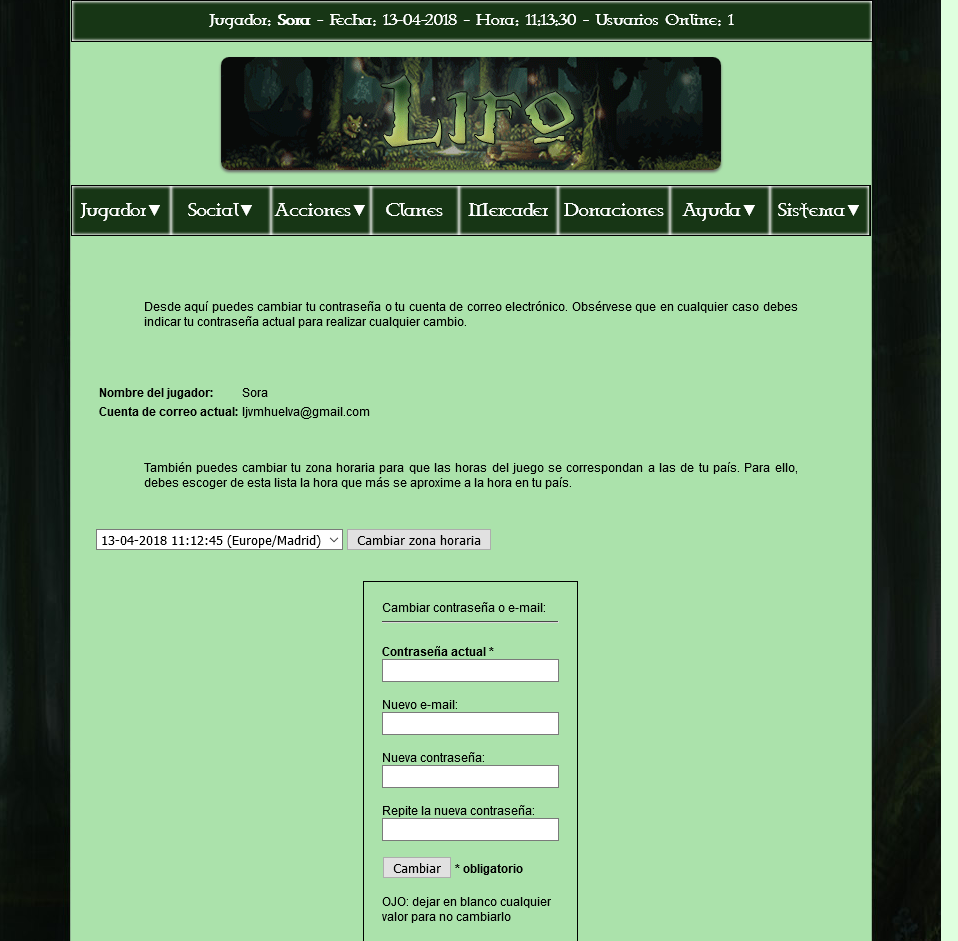 Jugador: Sora - Fecha: 13-04-2018 - Hora: 11:13:30 - Usuarios Online: 1
Lifo
Jugador▼ Social▼ Acciones▼ Clanes Mercader Donaciones Ayuda▼ Sistema▼
Desde aquí puedes cambiar tu contraseña o tu cuenta de correo electrónico. Obsérvese que en cualquier caso debes
indicar tu contraseña actual para realizar cualquier cambio.
Nombre del jugador: Sora
Cuenta de correo actual: ljvmhuelva@gmail.com
También puedes cambiar tu zona horaria para que las horas del juego se correspondan a las de tu país. Para ello,
debes escoger de esta lista la hora que más se aproxime a la hora en tu país.
13-04-2018 11:12:45 (Europe/Madrid) Cambiar zona horaria
Cambiar contraseña o e-mail:
Contraseña actual *
Nuevo e-mail:
Nueva contraseña:
Repite la nueva contraseña:
Cambiar * obligatorio
OJO: dejar en blanco cualquier
valor para no cambiarlo